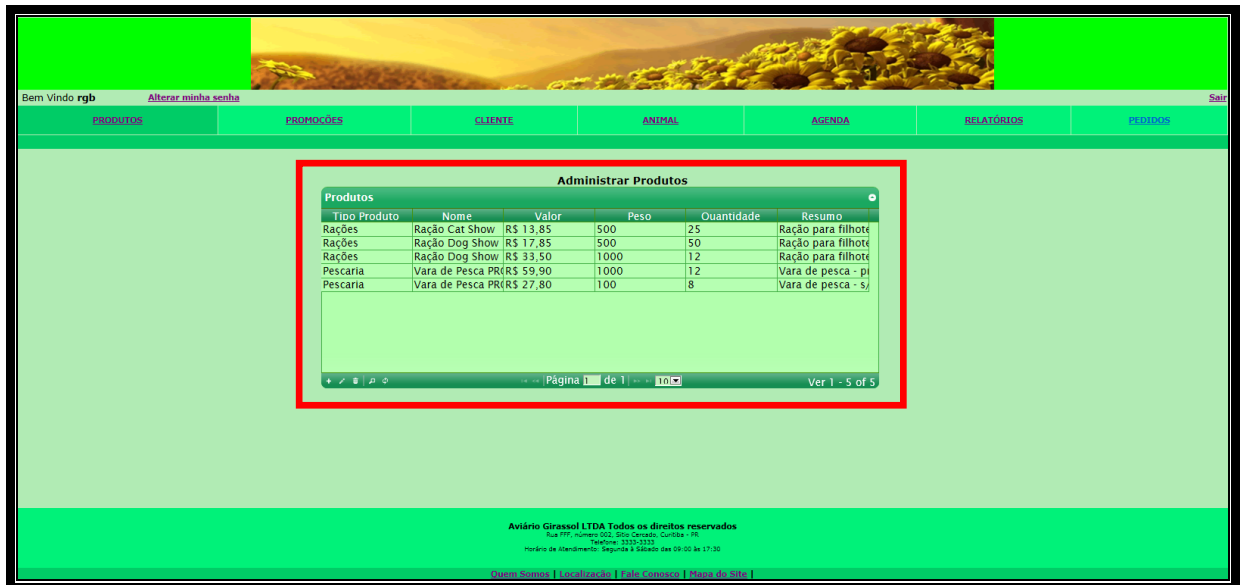 Bem Vindo rgb Alterar minha senha Sair
PRODUTOS PROMOÇÕES CLIENTE ANIMAL AGENDA RELATÓRIOS PEDIDOS
Administrar Produtos
Produtos
Tipo Produto Nome Valor Peso Quantidade Resumo
Rações Ração Cat Show R$ 13,85 500 25 Ração para filhote
Rações Ração Dog Show R$ 17,85 500 50 Ração para filhote
Rações Ração Dog Show R$ 33,50 1000 12 Ração para filhote
Pescaria Vara de Pesca PR R$ 59,90 1000 12 Vara de pesca - p
Pescaria Vara de Pesca PR R$ 27,80 100 8 Vara de pesca - s/
Página 1 de 1 10 Ver 1 - 5 of 5
Aviário Girassol LTDA Todos os direitos reservados
Rua FFF, número 002, Sítio Cercado, Curitiba - PR
Telefone: 3333-3333
Horário de Atendimento: Segunda à Sábado das 09:00 às 17:30
Quem Somos | Localização | Fale Conosco | Mapa do Site |